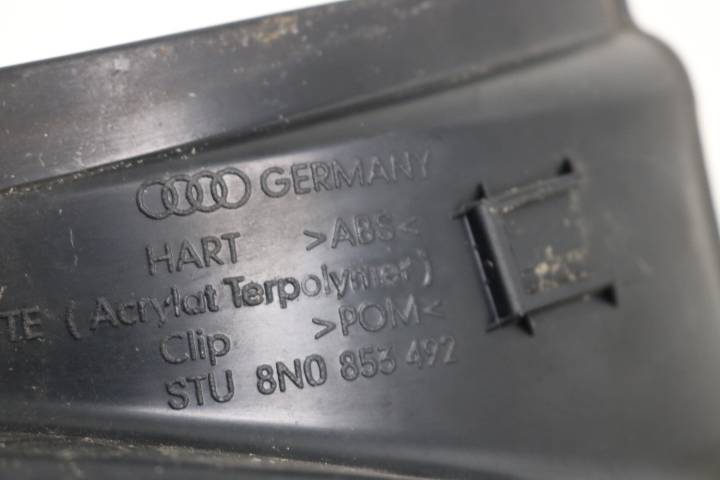 GERMANY
HART >ABS<
TE (Acrylat Terpolymer)
Clip >POM<
STU 8N0 853 492